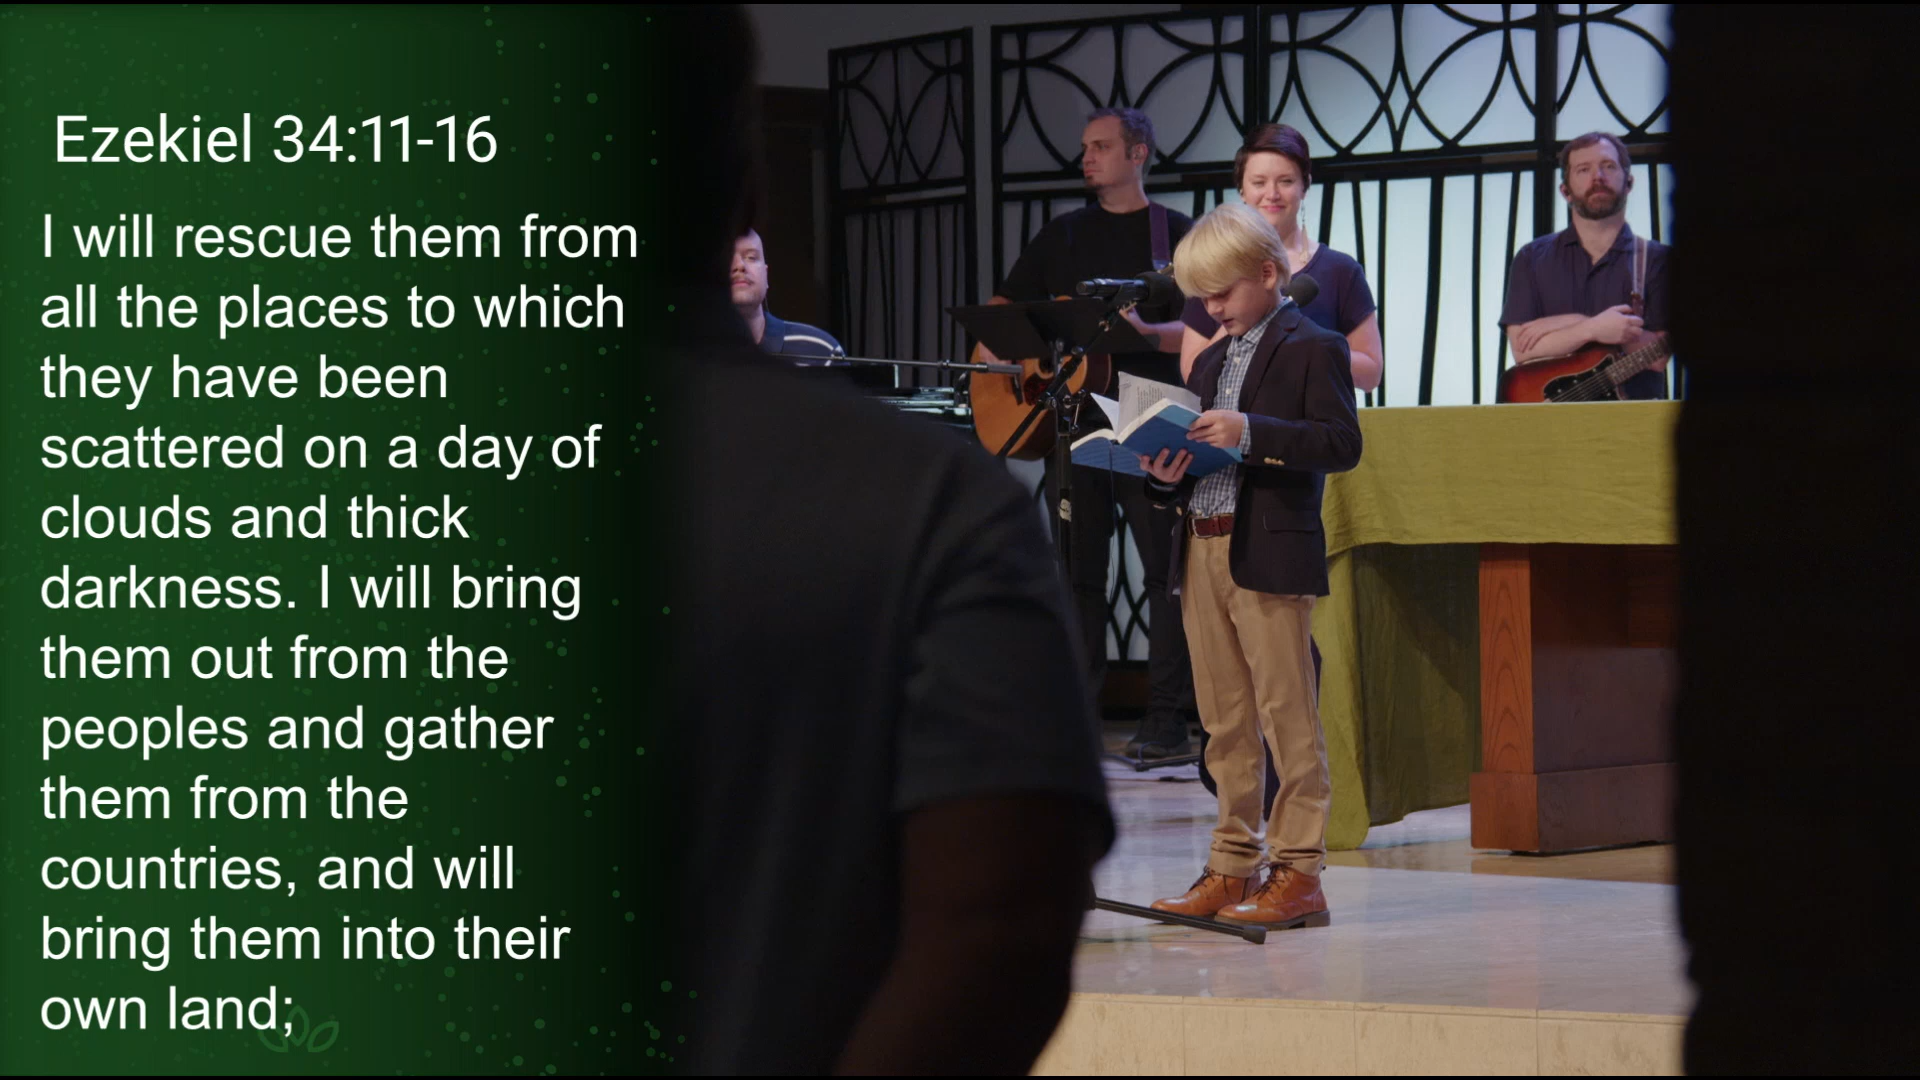 Ezekiel 34:11-16
I will rescue them from
all the places to which
they have been
scattered on a day of
clouds and thick
darkness. I will bring
them out from the
peoples and gather
them from the
countries, and will
bring them into their
own land;